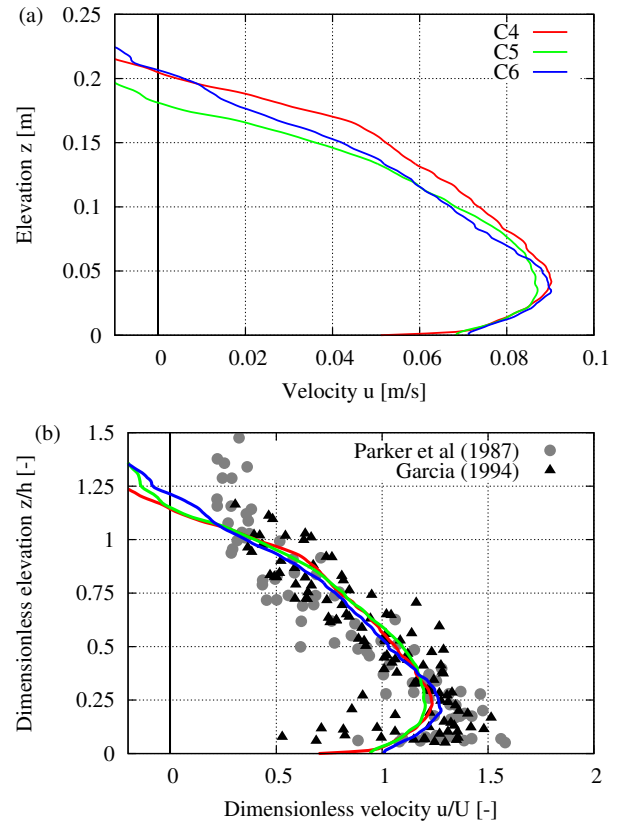 (a)
0.25
0.2
0.15
0.1
0.05
0
Elevation z [m]
C4
C5
C6
0 0.02 0.04 0.06 0.08 0.1
Velocity u [m/s]
(b)
1.5
1.25
1
0.75
0.5
0.25
0
Dimensionless elevation z/h [-]
Parker et al (1987)
Garcia (1994)
0 0.5 1 1.5 2
Dimensionless velocity u/U [-]